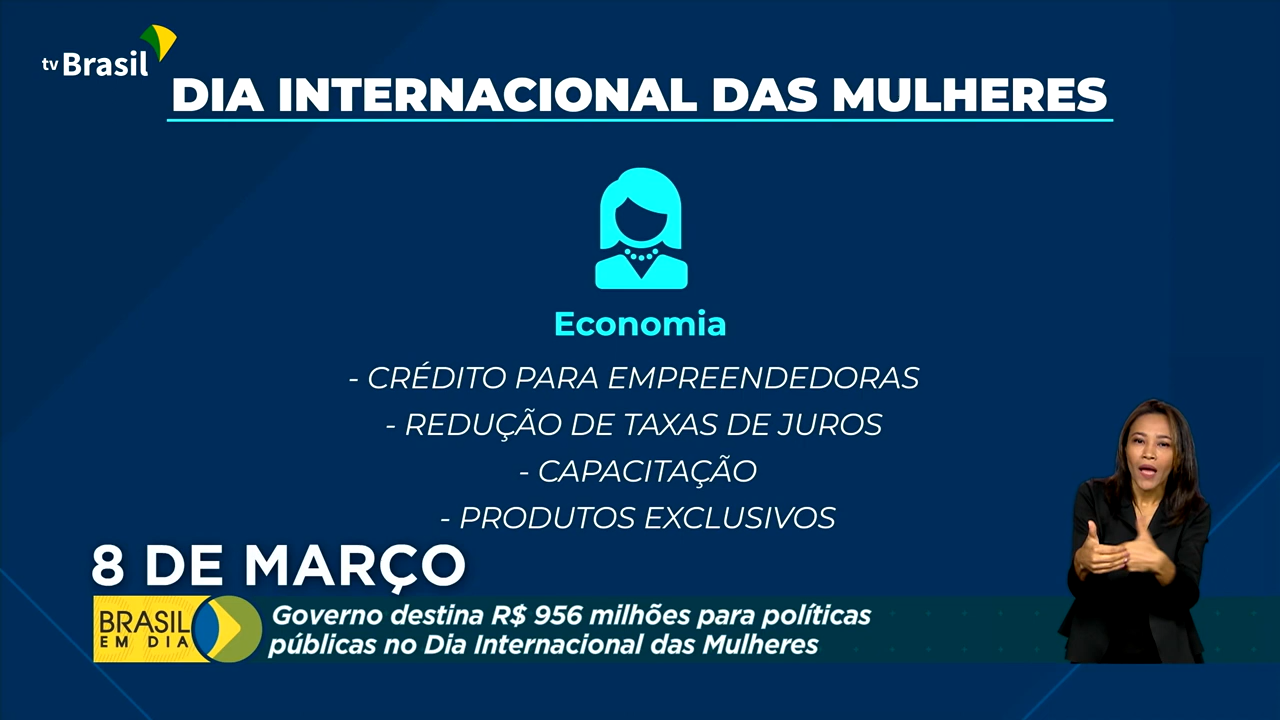 tv Brasil
DIA INTERNACIONAL DAS MULHERES
Economia
- CRÉDITO PARA EMPREENDEDORAS
- REDUÇÃO DE TAXAS DE JUROS
- CAPACITAÇÃO
- PRODUTOS EXCLUSIVOS
8 DE MARÇO
BRASIL
EM DIA
Governo destina R$ 956 milhões para políticas
públicas no Dia Internacional das Mulheres